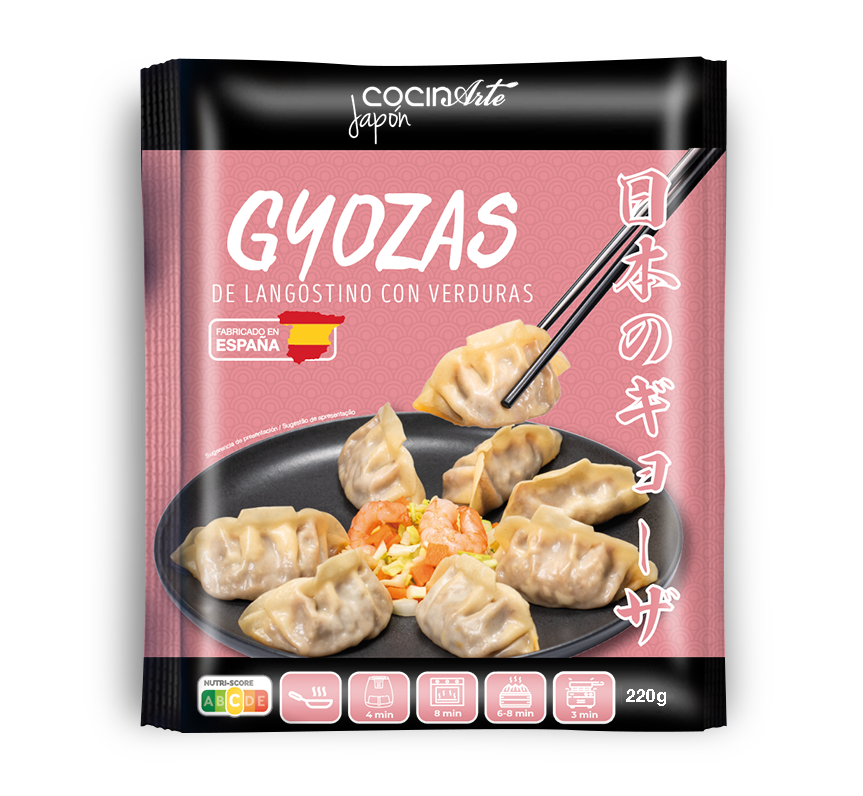 COCINArte
Japón
GYOZAS
DE LANGOSTINO CON VERDURAS
FABRICADO EN
ESPAÑA
Sugerencia de presentación / Sugestão de apresentação
日本のギョーザ
NUTRI-SCORE
A B C D E
4 min
8 min
6-8 min
3 min
220g